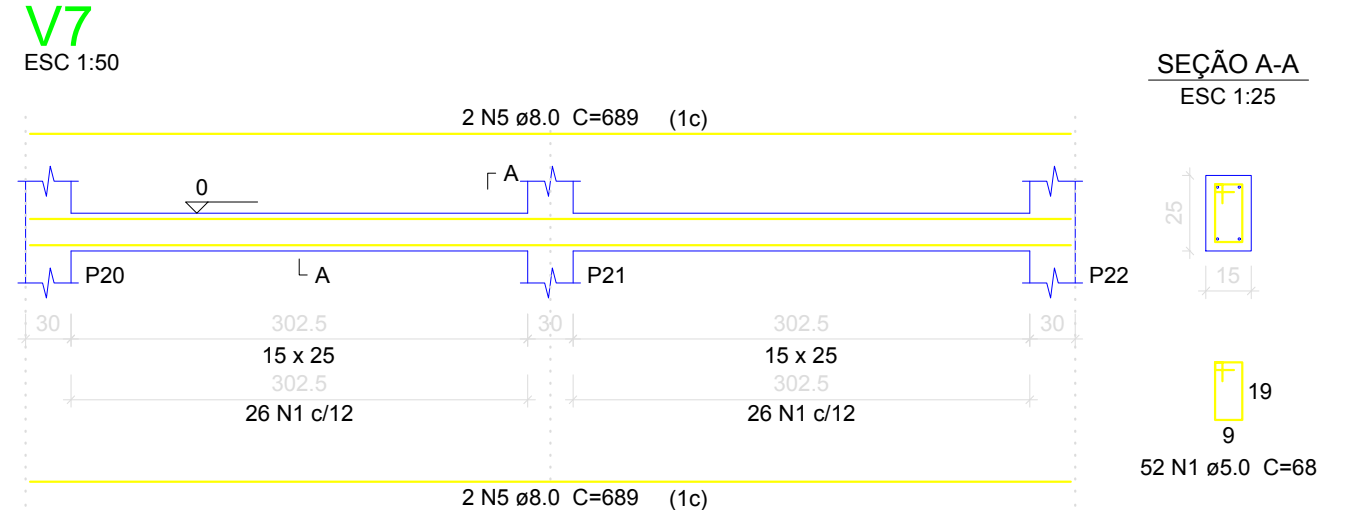 V7
ESC 1:50
SEÇÃO A-A
ESC 1:25
2 N5 ø8.0 C=689 (1c)
A
0
25
A
P20
P21
P22
15
30 302.5 30 302.5 30
15 x 25 15 x 25
302.5 302.5
19
26 N1 c/12 26 N1 c/12
9
52 N1 ø5.0 C=68
2 N5 ø8.0 C=689 (1c)